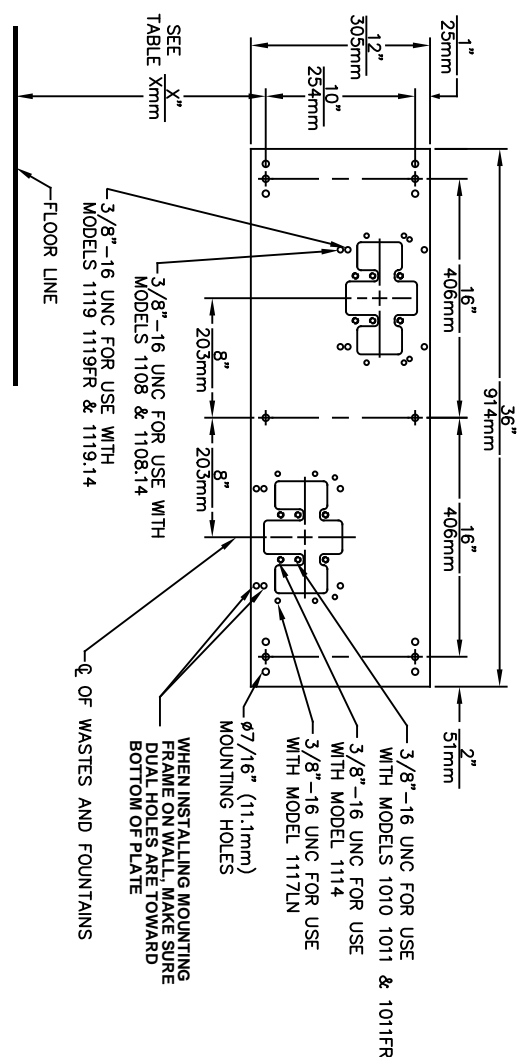 36"
914mm
16"
406mm
16"
406mm
2"
51mm
1"
25mm
12"
305mm
10"
254mm
8"
203mm
8"
203mm
SEE
TABLE
X"
Xmm
FLOOR LINE
3/8"-16 UNC FOR USE WITH
MODELS 1119 1119FR & 1119.14
3/8"-16 UNC FOR USE WITH
MODELS 1108 & 1108.14
℄ OF WASTES AND FOUNTAINS
WHEN INSTALLING MOUNTING
FRAME ON WALL, MAKE SURE
DUAL HOLES ARE TOWARD
BOTTOM OF PLATE
Ø7/16" (11.1mm)
MOUNTING HOLES
3/8"-16 UNC FOR USE
WITH MODEL 1117LN
3/8"-16 UNC FOR USE
WITH MODEL 1114
3/8"-16 UNC FOR USE
WITH MODELS 1010 1011 & 1011FR